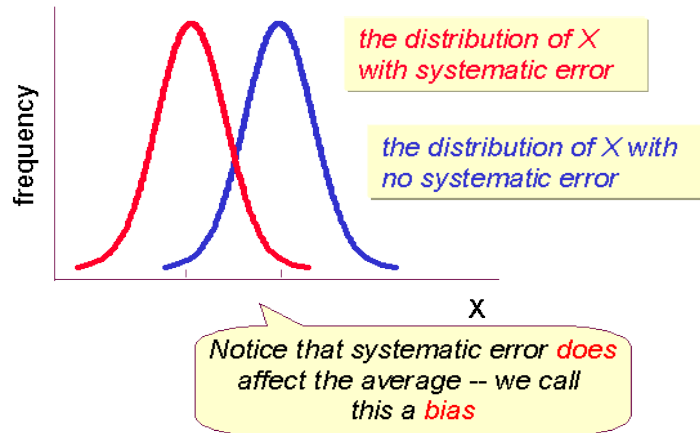 the distribution of X
with systematic error
the distribution of X with
no systematic error
frequency
X
Notice that systematic error does
affect the average -- we call
this a bias